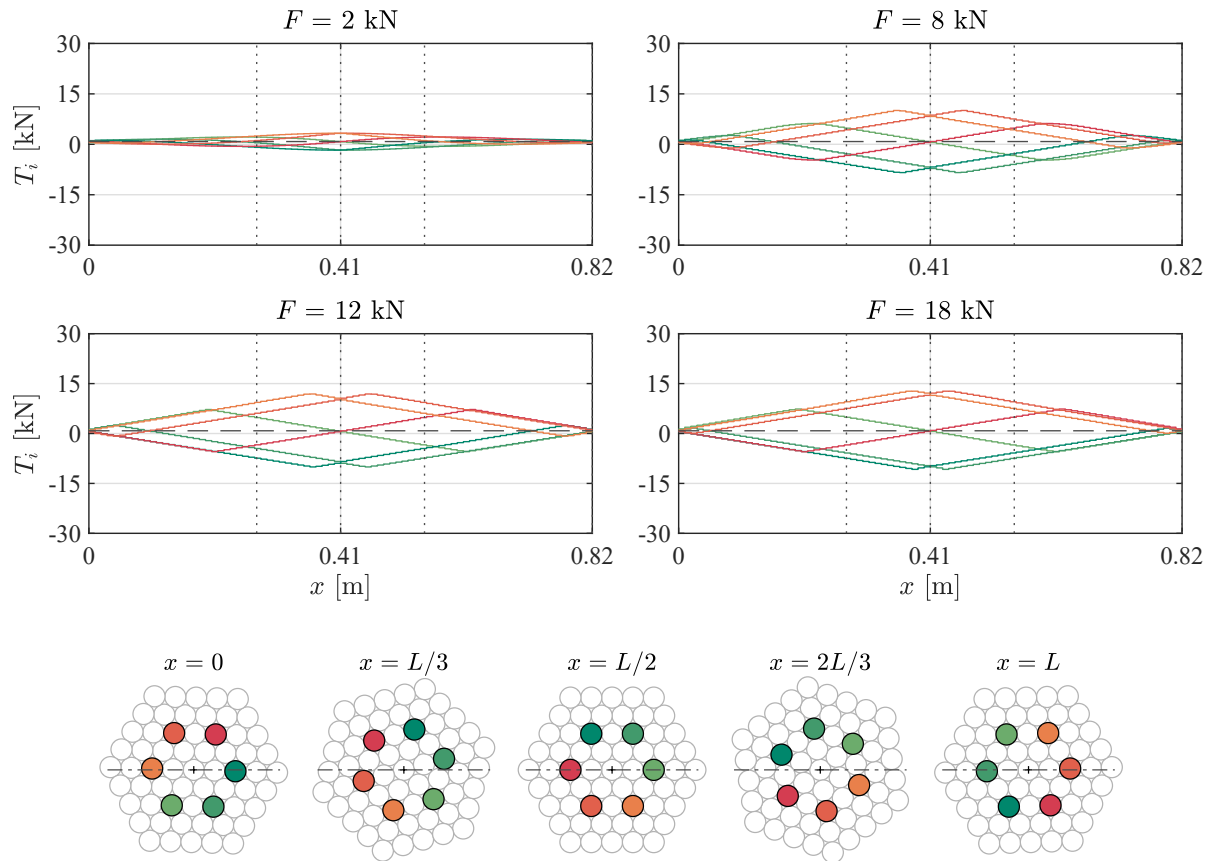 F = 2 kN
F = 8 kN
30
15
0
-15
-30
T_i [kN]
0
0.41
0.82
30
15
0
-15
-30
0
0.41
0.82
F = 12 kN
F = 18 kN
30
15
0
-15
-30
T_i [kN]
0
0.41
0.82
x [m]
30
15
0
-15
-30
0
0.41
0.82
x [m]
x = 0
x = L/3
x = L/2
x = 2L/3
x = L